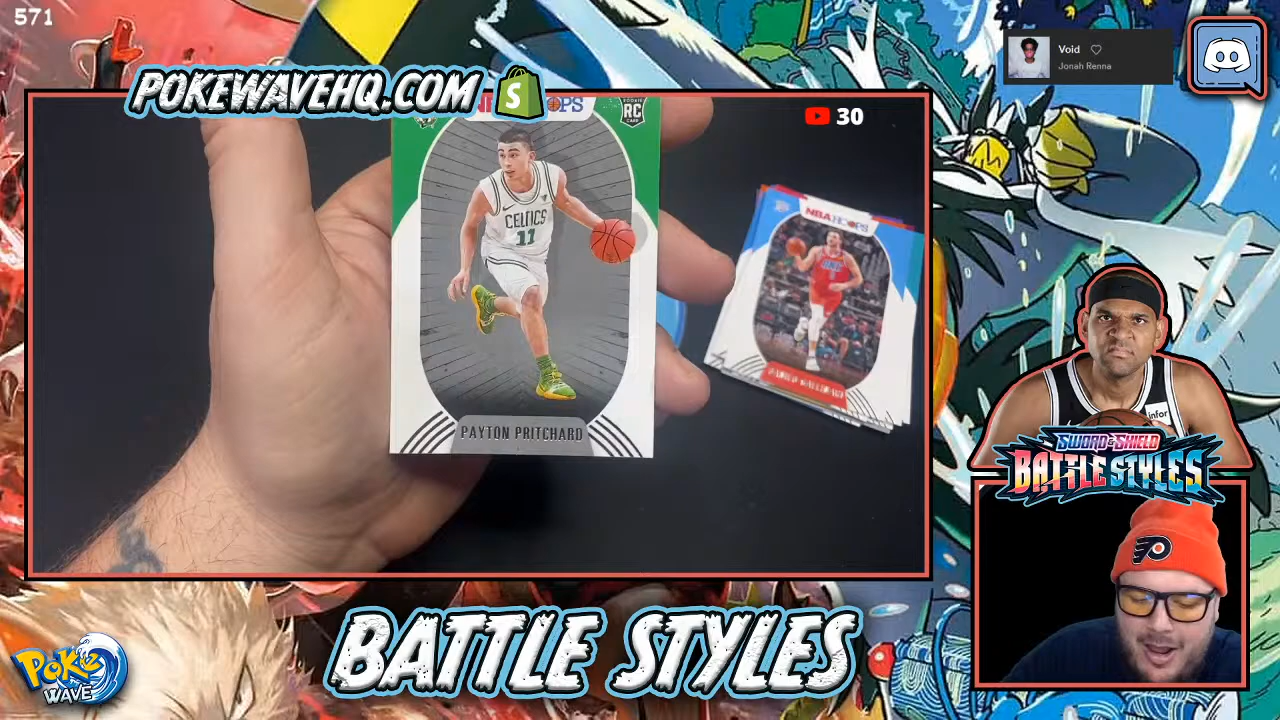 571
POKEWAVEHQ.COM
S
30
Void
Jonah Renna
RC
CELTICS
11
PAYTON PRITCHARD
NBA HOOPS
infor
SWORD & SHIELD
BATTLE STYLES
P
BATTLE STYLES
POKE
WAVE